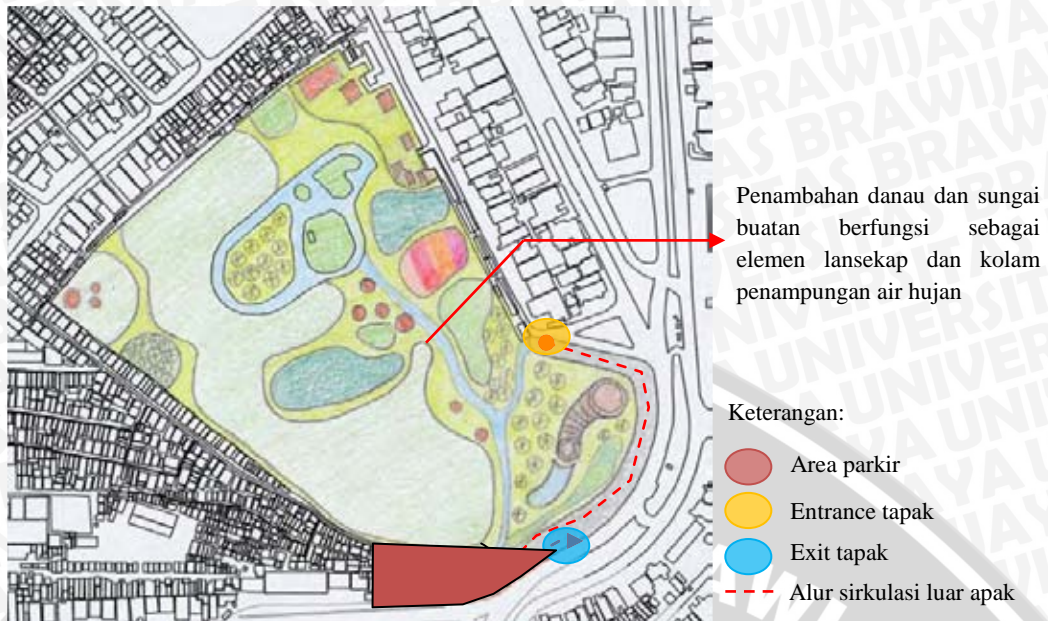 Penambahan danau dan sungai
buatan berfungsi sebagai
elemen lansekap dan kolam
penampungan air hujan
Keterangan:
Area parkir
Entrance tapak
Exit tapak
Alur sirkulasi luar apak